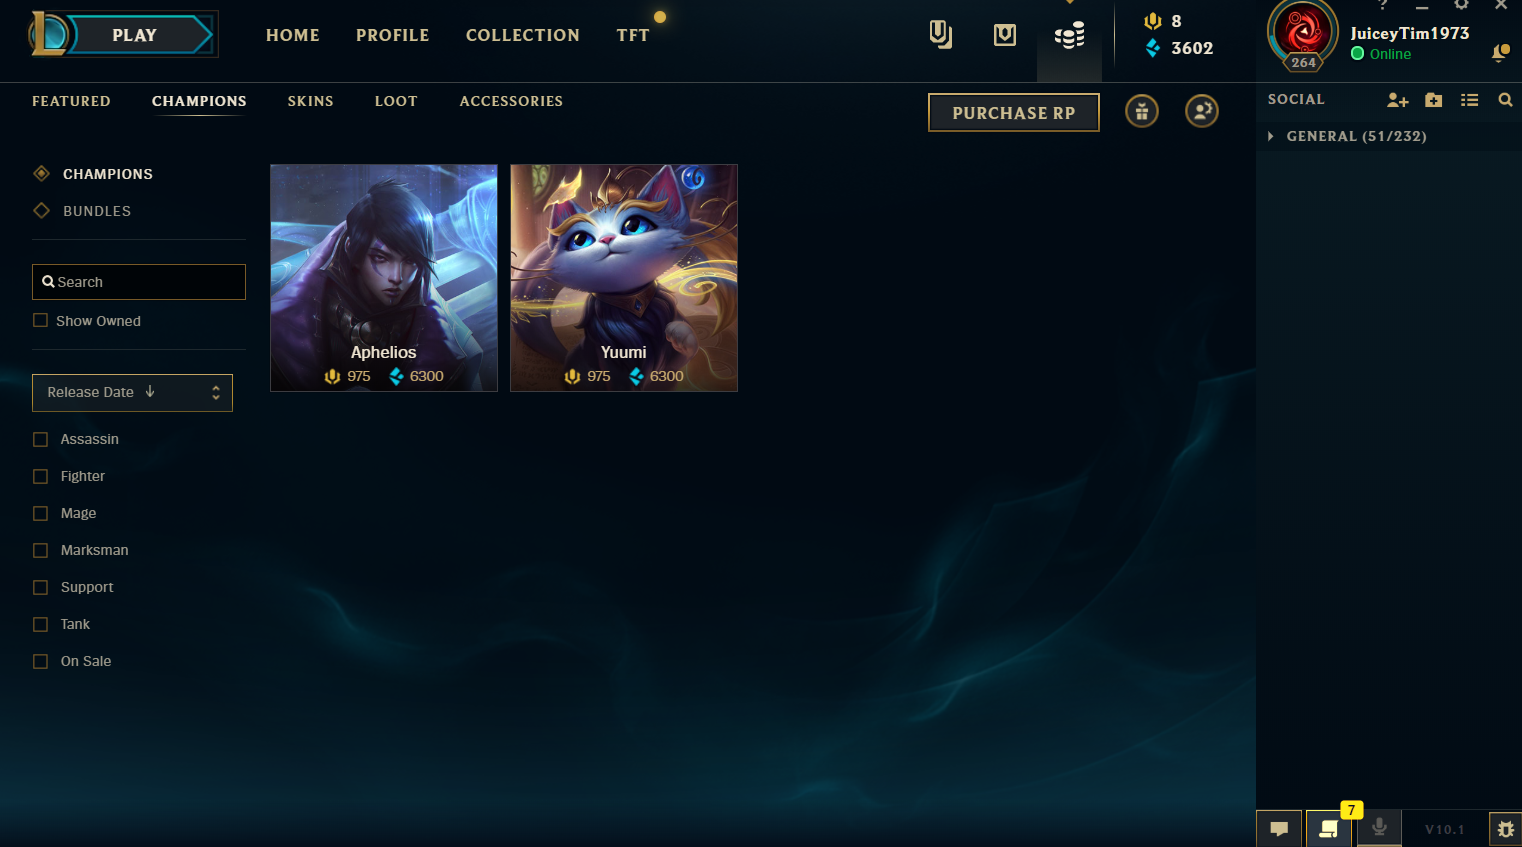 PLAY
HOME
PROFILE
COLLECTION
TFT
8
3602
264
JuiceyTim1973
Online
FEATURED
CHAMPIONS
SKINS
LOOT
ACCESSORIES
PURCHASE RP
SOCIAL
GENERAL (51/232)
CHAMPIONS
BUNDLES
Search
Show Owned
Release Date
Assassin
Fighter
Mage
Marksman
Support
Tank
On Sale
Aphelios
975 6300
Yuumi
975 6300
7
V10.1